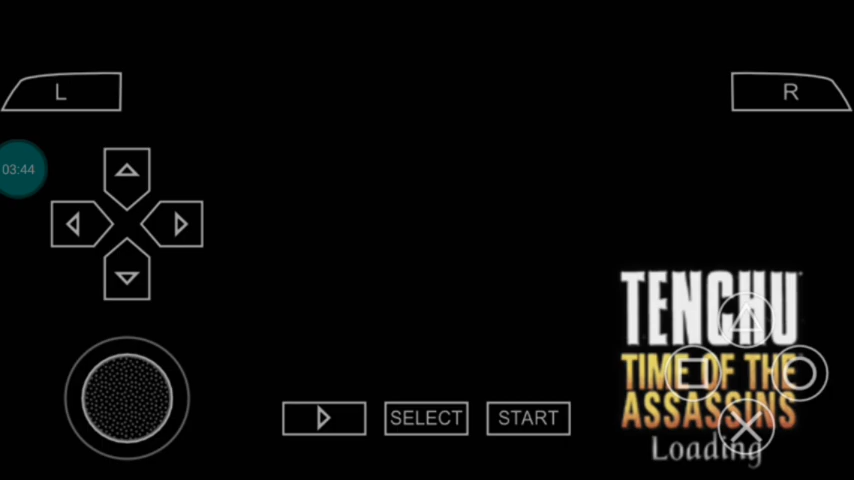 L
R
03:44
TENCHU
TIME OF THE
ASSASSINS
SELECT
START
Loading